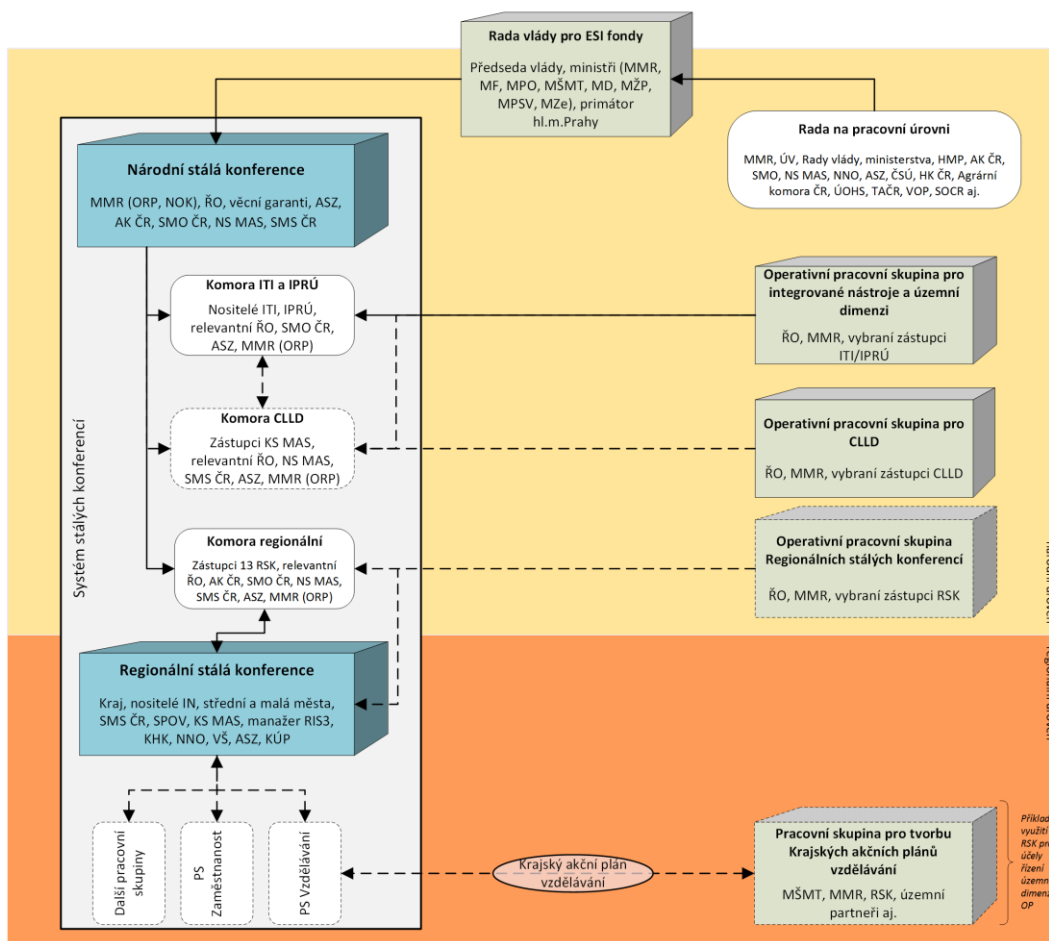 Rada vlády pro ESI fondy
Předseda vlády, ministři (MMR,
MF, MPO, MŠMT, MD, MŽP,
MPSV, MZe), primátor
hl.m.Prahy
Rada na pracovní úrovni
MMR, ÚV, Rady vlády, ministerstva, HMP, AK ČR,
SMO, NS MAS, NNO, ASZ, ČSÚ, HK ČR, Agrární
komora ČR, ÚOHS, TAČR, VOP, SOCR aj.
Systém stálých konferencí
Národní stálá konference
MMR (ORP, NOK), ŘO, věcní garanti, ASZ,
AK ČR, SMO ČR, NS MAS, SMS ČR
Komora ITI a IPRÚ
Nositelé ITI, IPRÚ,
relevantní ŘO, SMO ČR,
ASZ, MMR (ORP)
Operativní pracovní skupina pro
integrované nástroje a územní
dimenzi
ŘO, MMR, vybraní zástupci
ITI/IPRÚ
Komora CLLD
Zástupci KS MAS,
relevantní ŘO, NS MAS,
SMS ČR, ASZ, MMR (ORP)
Operativní pracovní skupina pro
CLLD
ŘO, MMR, vybraní zástupci CLLD
Komora regionální
Zástupci 13 RSK, relevantní
ŘO, AK ČR, SMO ČR, NS MAS,
SMS ČR, ASZ, MMR (ORP)
Operativní pracovní skupina
Regionálních stálých konferencí
ŘO, MMR, vybraní zástupci RSK
Regionální stálá konference
Kraj, nositelé IN, střední a malá města,
SMS ČR, SPOV, KS MAS, manažer RIS3,
KHK, NNO, VŠ, ASZ, KÚP
Další pracovní
skupiny
PS
Zaměstnanost
PS Vzdělávání
Krajský akční plán
vzdělávání
Pracovní skupina pro tvorbu
Krajských akčních plánů
vzdělávání
MŠMT, MMR, RSK, územní
partneři aj.
Příklad
využití
RSK pro
účely
řízení
územn
dimenz
OP